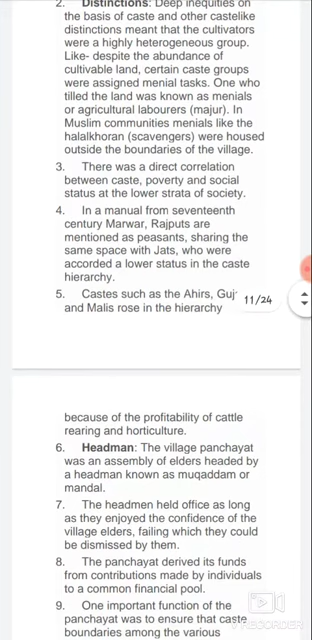 2. Distinctions: Deep inequities on
the basis of caste and other castelike
distinctions meant that the cultivators
were a highly heterogeneous group.
Like- despite the abundance of
cultivable land, certain caste groups
were assigned menial tasks. One who
tilled the land was known as menials
or agricultural labourers (majur). In
Muslim communities menials like the
halalkhoran (scavengers) were housed
outside the boundaries of the village.
3. There was a direct correlation
between caste, poverty and social
status at the lower strata of society.
4. In a manual from seventeenth
century Marwar, Rajputs are
mentioned as peasants, sharing the
same space with Jats, who were
accorded a lower status in the caste
hierarchy.
5. Castes such as the Ahirs,
and Malis rose in the hierarchy
11/24
because of the profitability of cattle
rearing and horticulture.
6. Headman: The village panchayat
was an assembly of elders headed by
a headman known as muqaddam or
mandal.
7. The headmen held office as long
as they enjoyed the confidence of the
village elders, failing which they could
be dismissed by them.
8. The panchayat derived its funds
from contributions made by individuals
to a common financial pool.
9. One important function of the
panchayat was to ensure that caste
boundaries among the various
RECORDER